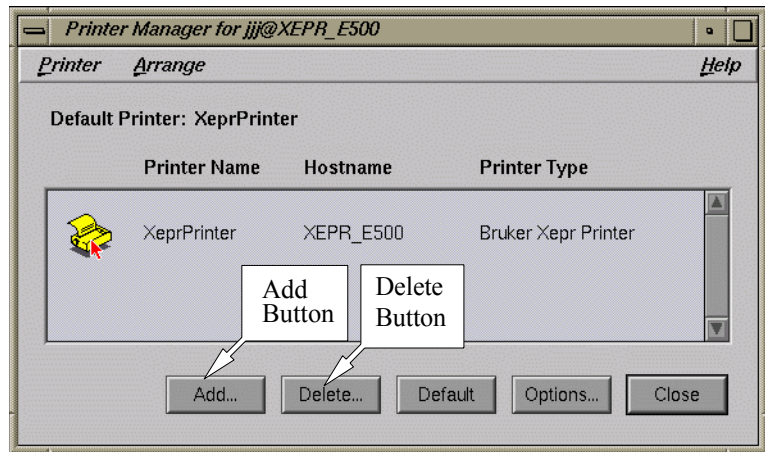 Printer Manager for jjj@XEPR_E500
Printer Arrange Help
Default Printer: XeprPrinter
Printer Name Hostname Printer Type
XeprPrinter XEPR_E500 Bruker Xepr Printer
Add
Button
Delete
Button
Add... Delete... Default Options... Close